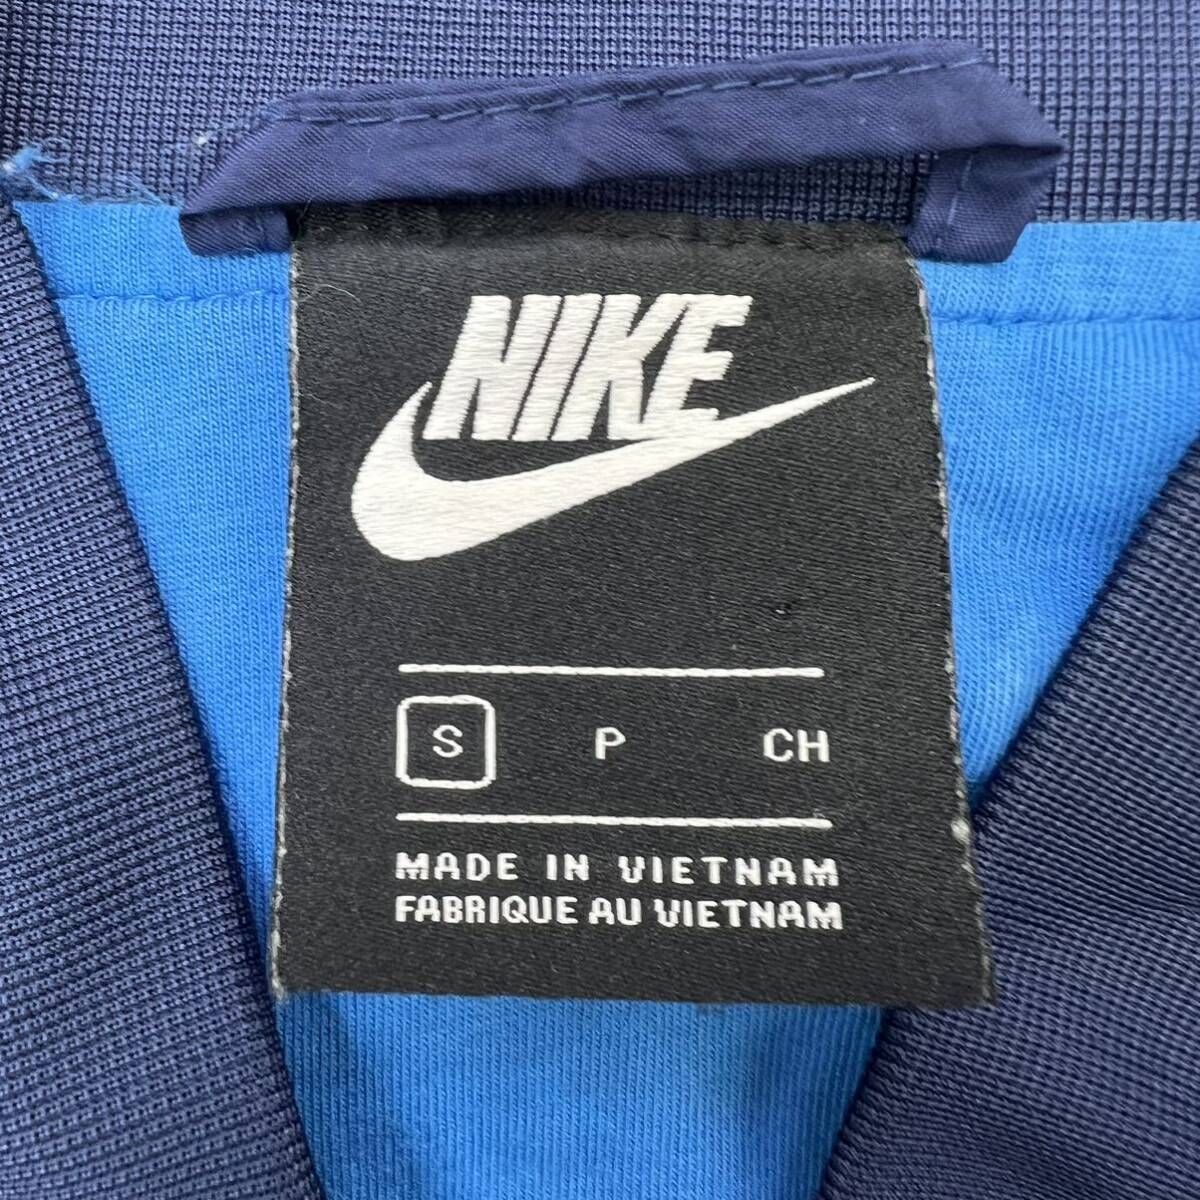 NIKE
S P CH
MADE IN VIETNAM
FABRIQUE AU VIETNAM